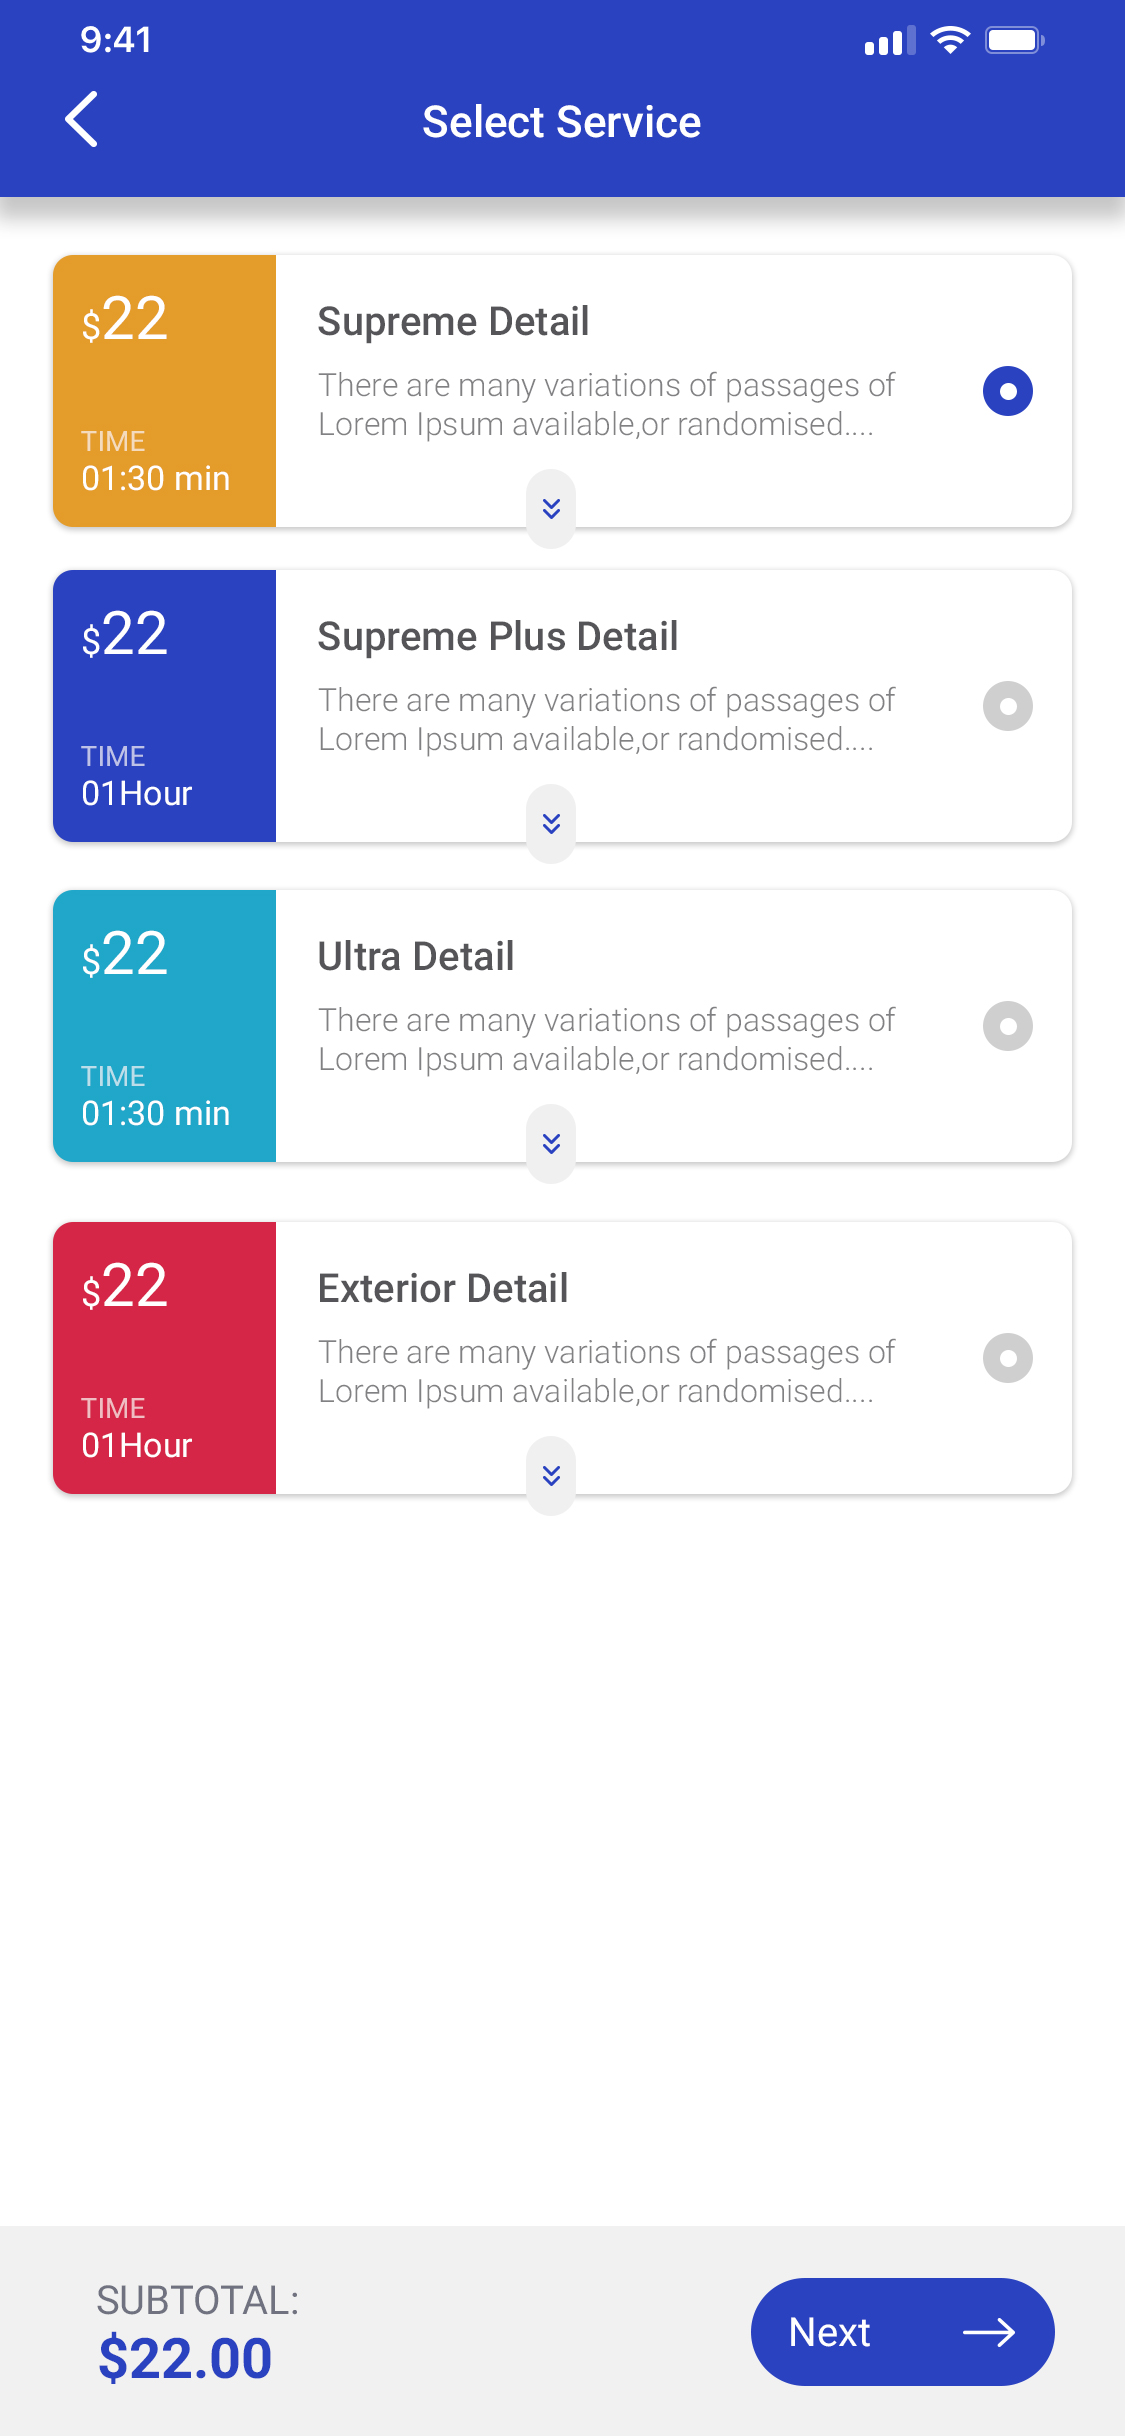 9:41
Select Service
$22
TIME
01:30 min
Supreme Detail
There are many variations of passages of
Lorem Ipsum available,or randomised....
$22
TIME
01Hour
Supreme Plus Detail
There are many variations of passages of
Lorem Ipsum available,or randomised....
$22
TIME
01:30 min
Ultra Detail
There are many variations of passages of
Lorem Ipsum available,or randomised....
$22
TIME
01Hour
Exterior Detail
There are many variations of passages of
Lorem Ipsum available,or randomised....
SUBTOTAL:
$22.00
Next